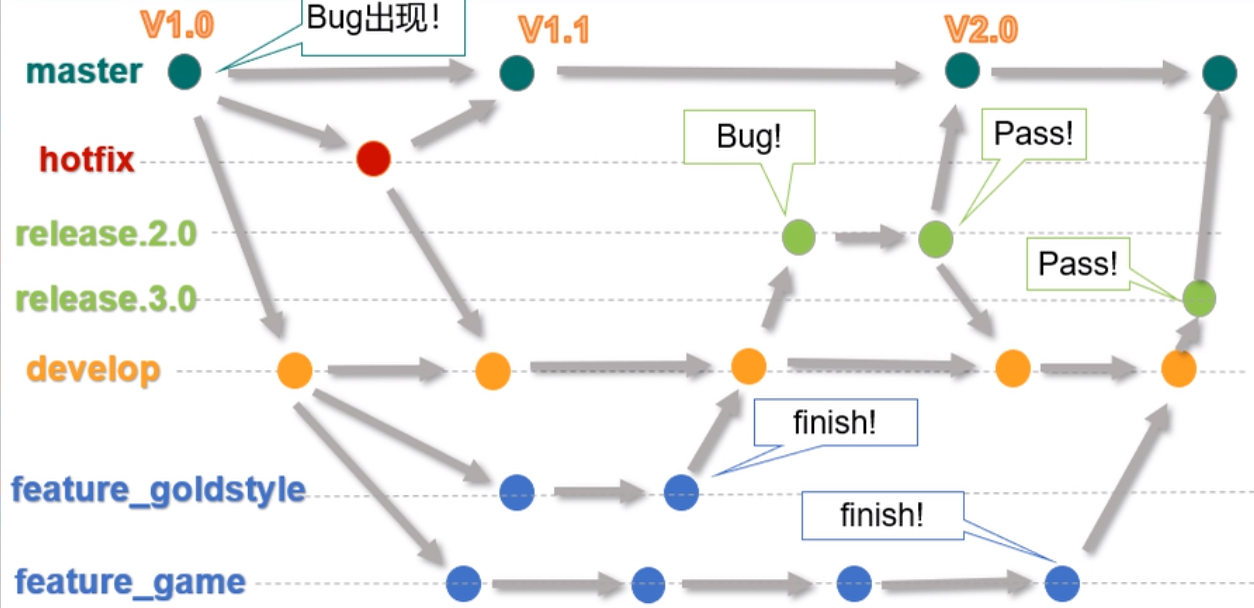 V1.0
Bug出现!
V1.1
V2.0
master
Bug!
Pass!
hotfix
release.2.0
Pass!
release.3.0
develop
finish!
feature_goldstyle
finish!
feature_game